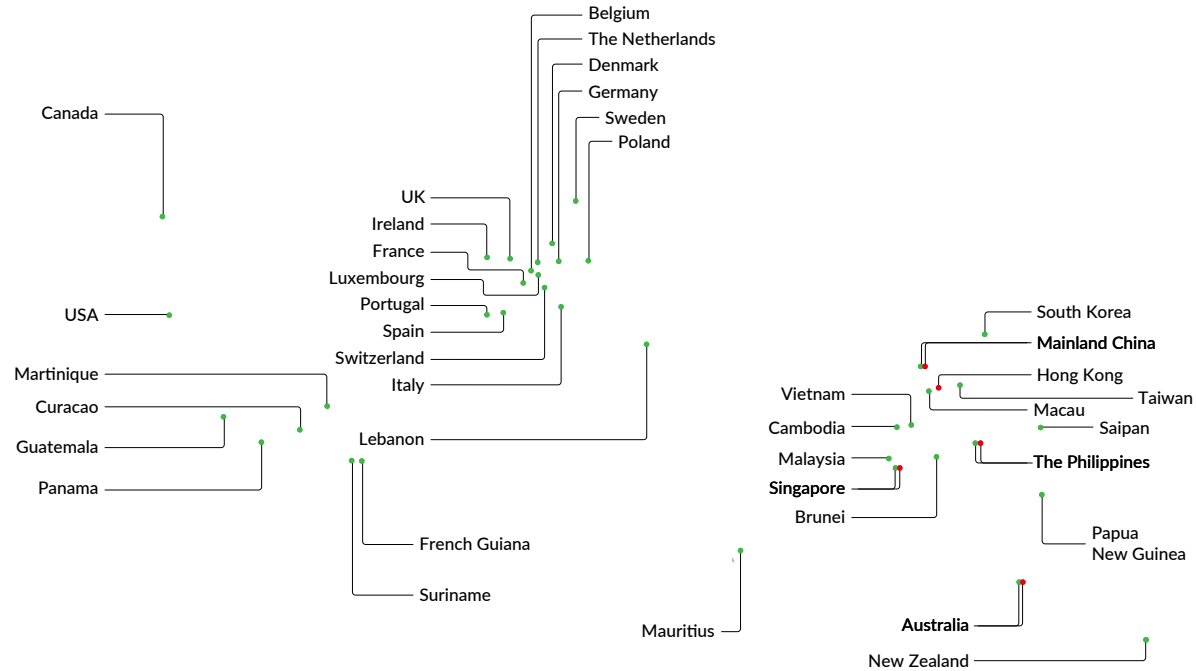 Belgium
The Netherlands
Denmark
Germany
Canada
Sweden
Poland
UK
Ireland
France
Luxembourg
Portugal
USA
Spain
Switzerland
Martinique
Italy
Curacao
Lebanon
Guatemala
Panama
French Guiana
Suriname
Mauritius
South Korea
Mainland China
Hong Kong
Vietnam
Taiwan
Macau
Cambodia
Saipan
Malaysia
The Philippines
Singapore
Brunei
Papua
New Guinea
Australia
New Zealand